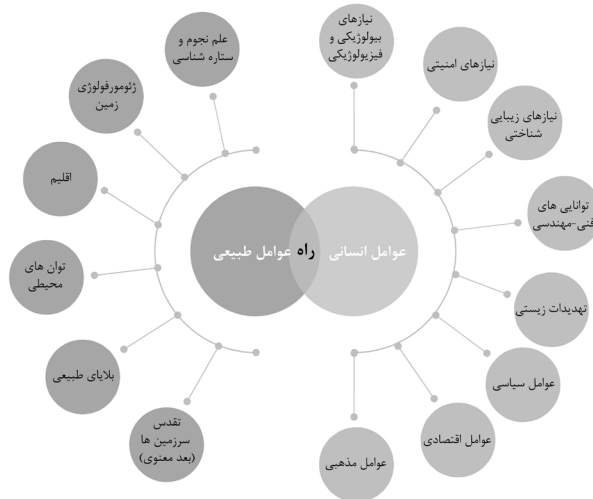 علم نجوم و
ستاره شناسی
ژئومورفولوژی
زمین
اقلیم
توان های
محیطی
بلایای طبیعی
تقدس
سرزمین ها
(بعد معنوی)
عوامل طبیعی
راه
عوامل انسانی
نیازهای
بیولوژیکی و
فیزیولوژیکی
نیازهای امنیتی
نیازهای زیبایی
شناختی
توانایی های
فنی-مهندسی
تهدیدات زیستی
عوامل سیاسی
عوامل اقتصادی
عوامل مذهبی